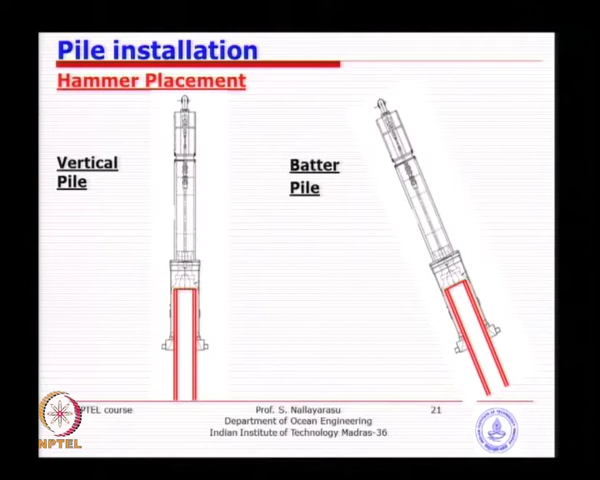 Pile installation
Hammer Placement
Vertical
Pile
Batter
Pile
PTEL course
Prof. S. Nallayarasu
21
Department of Ocean Engineering
Indian Institute of Technology Madras-36
NPTEL